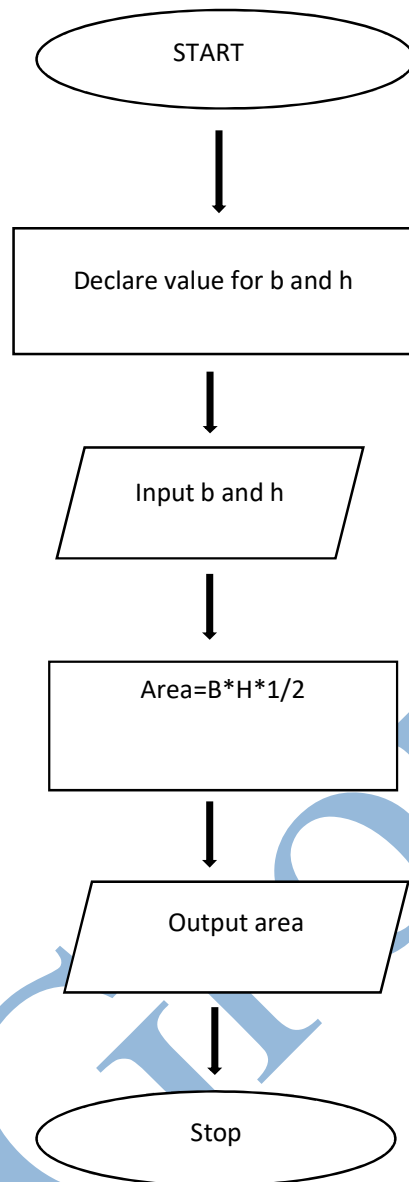 START
Declare value for b and h
Input b and h
Area=B*H*1/2
Output area
Stop